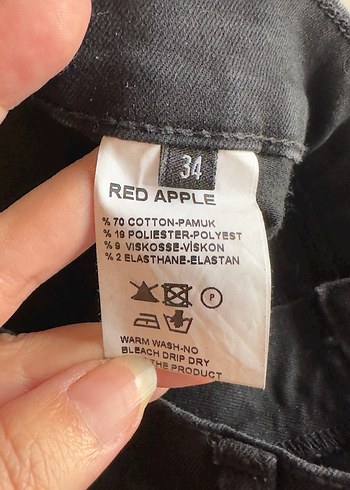 34
RED APPLE
% 70 COTTON-PAMUK
% 19 POLIESTER-POLYEST
% 9 VISKOSSE-VİSKON
% 2 ELASTHANE-ELASTAN
P
WARM WASH-NO
BLEACH DRIP DRY
THE PRODUCT